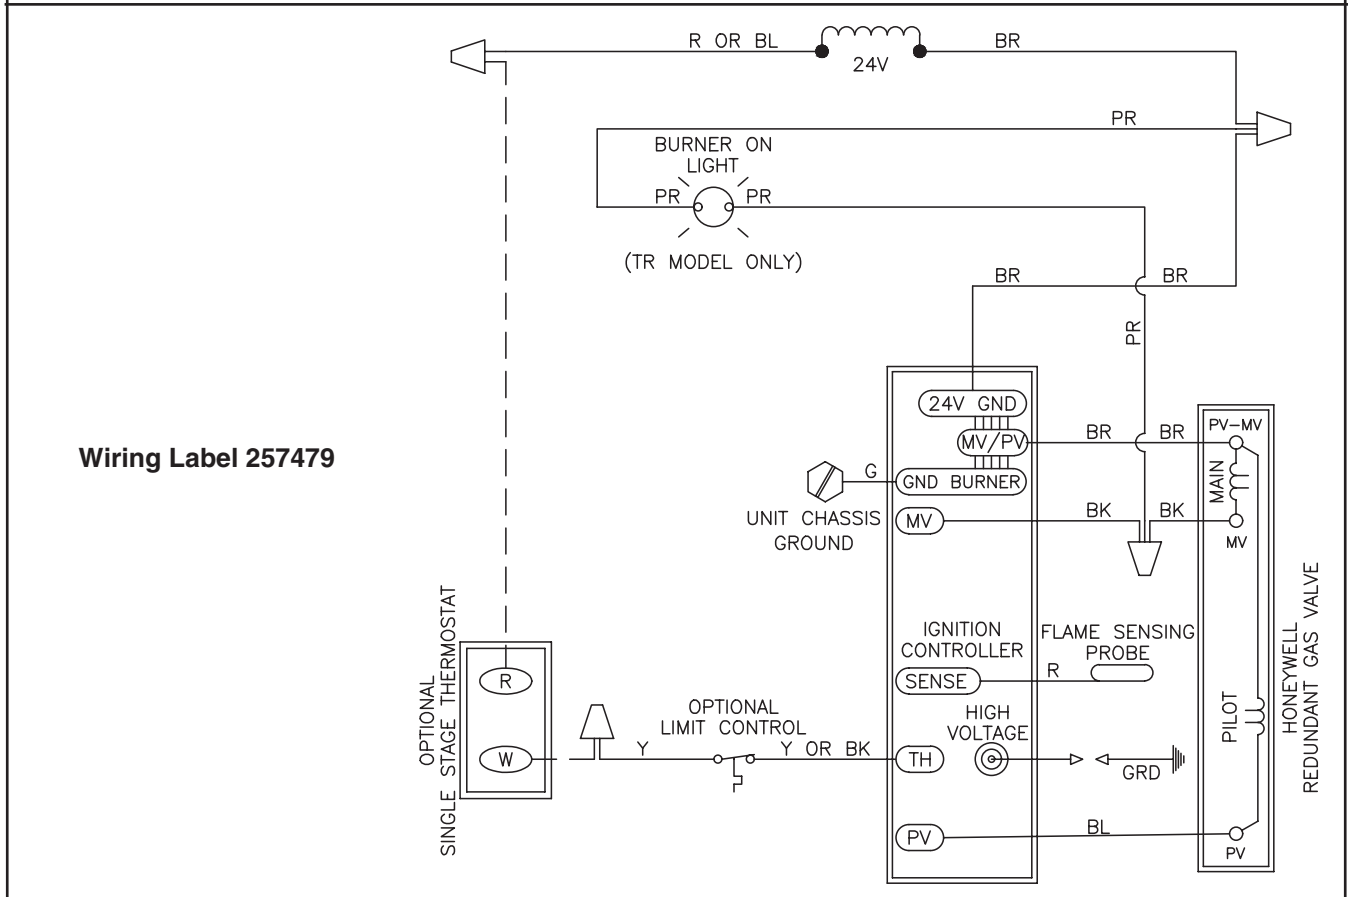 R OR BL
24V
BR
PR
BURNER ON
LIGHT
PR
PR
(TR MODEL ONLY)
BR
BR
PR
24V GND
MV/PV
BR
BR
PV-MV
Wiring Label 257479
G
GND BURNER
MAIN
UNIT CHASSIS
GROUND
MV
BK
BK
MV
IGNITION
CONTROLLER
FLAME SENSING
PROBE
SENSE
R
OPTIONAL
SINGLE STAGE THERMOSTAT
R
W
OPTIONAL
LIMIT CONTROL
Y
Y OR BK
TH
HIGH
VOLTAGE
GRD
PILOT
HONEYWELL
REDUNDANT GAS VALVE
PV
BL
PV